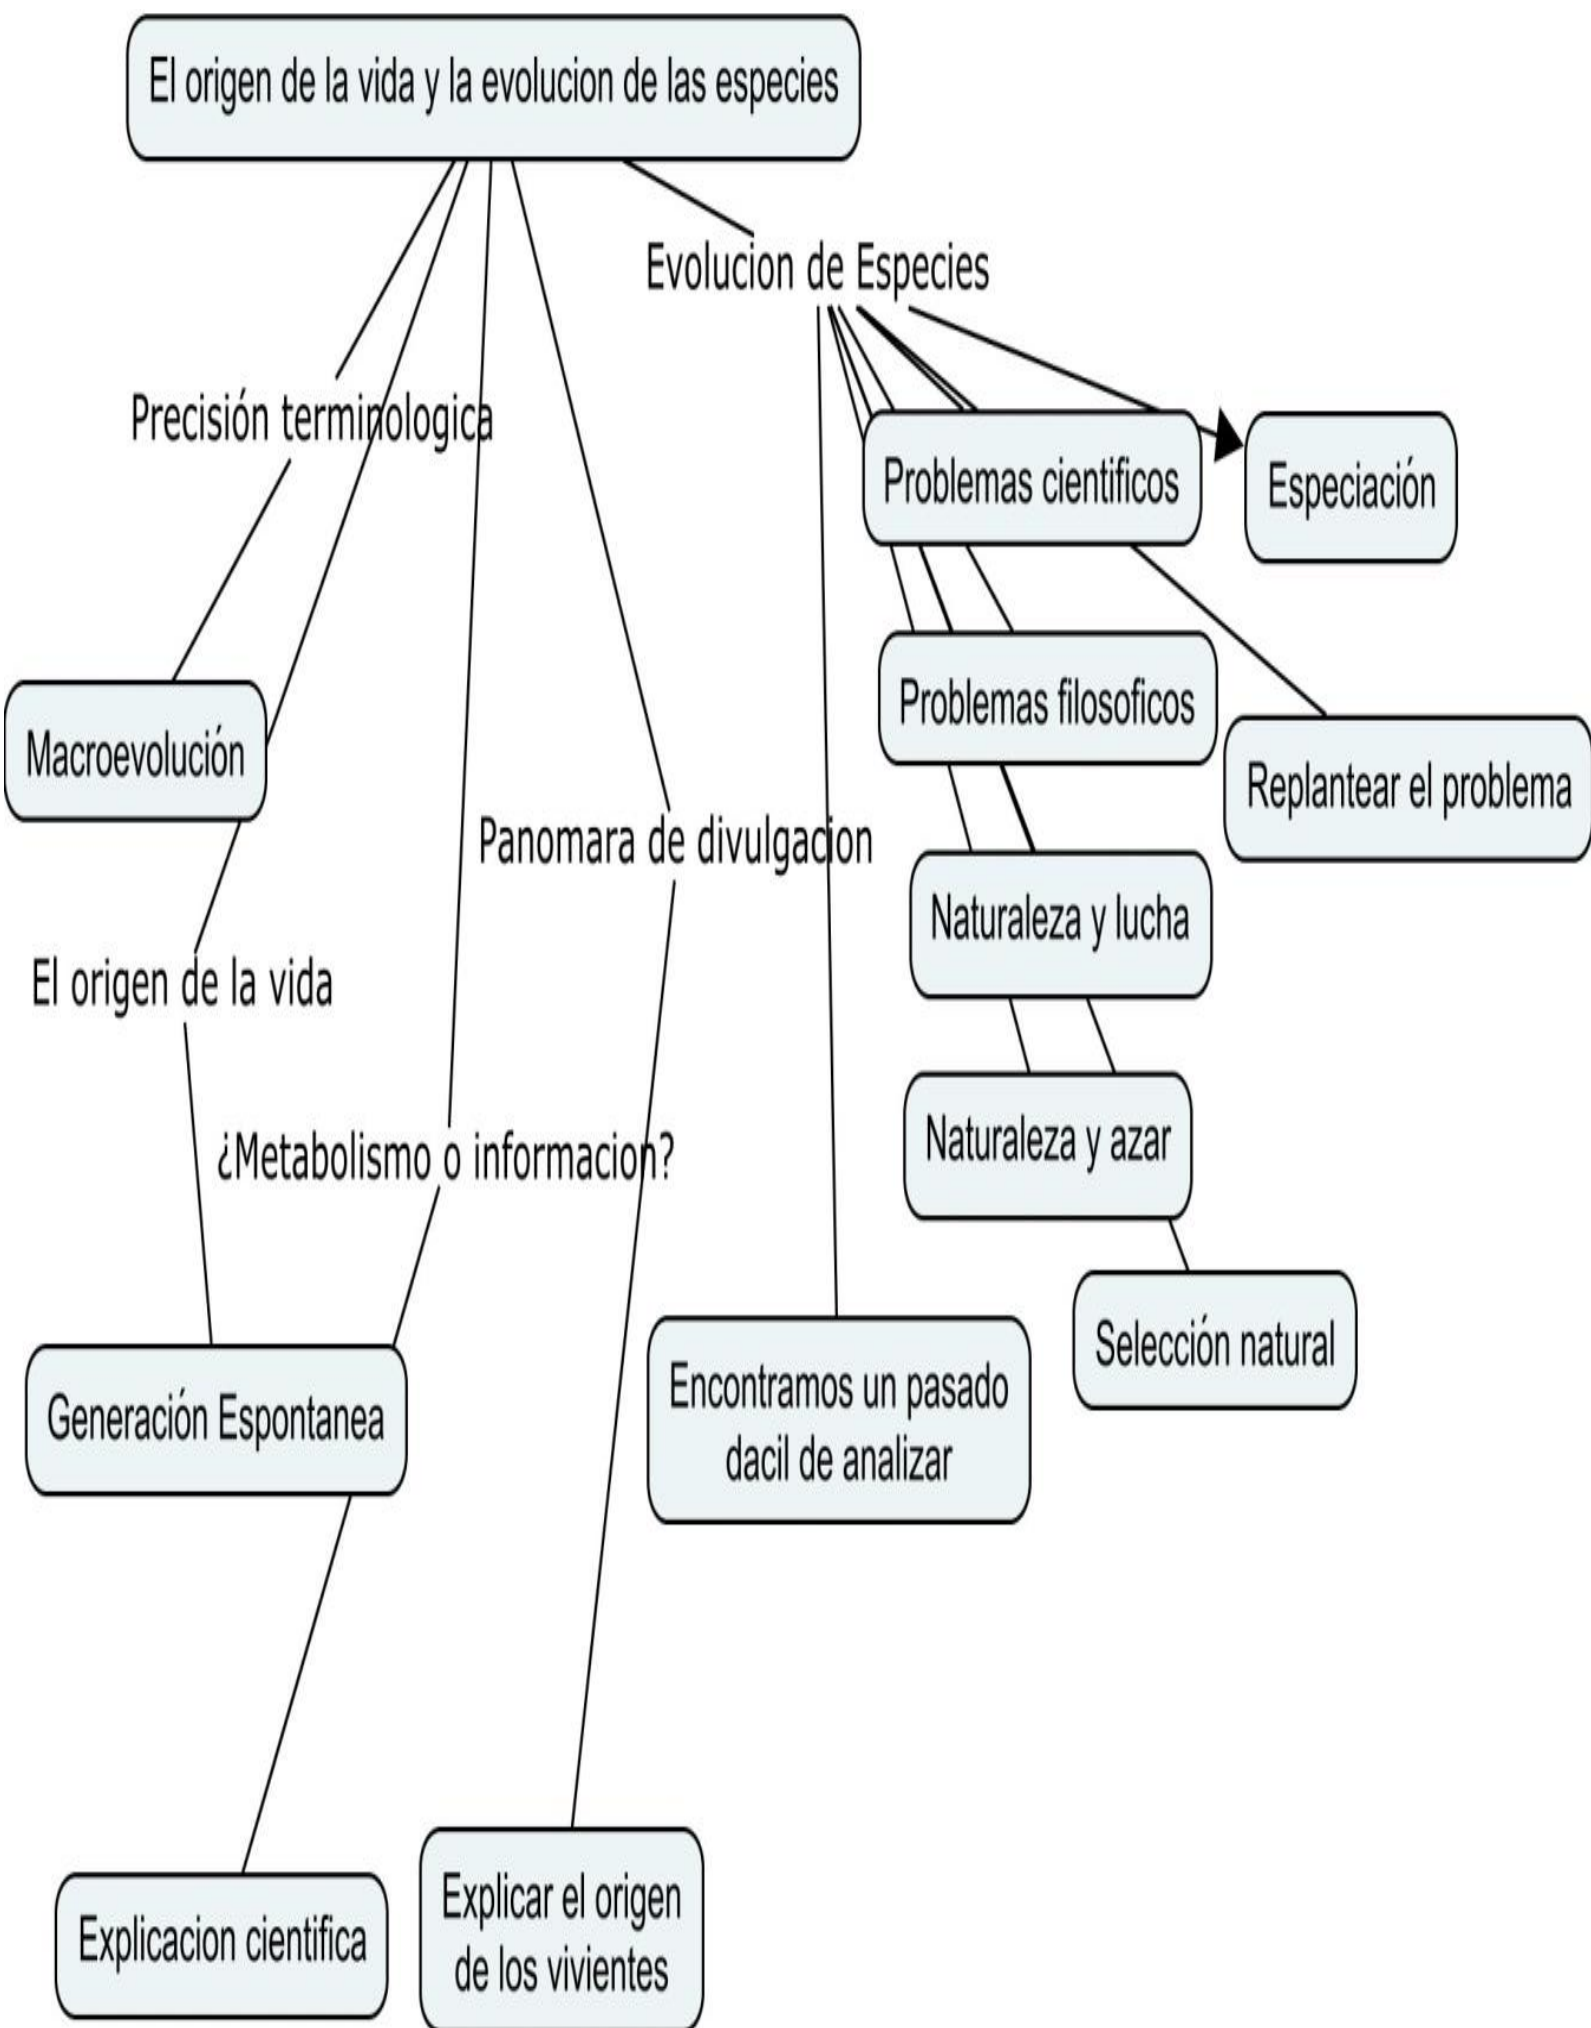 El origen de la vida y la evolucion de las especies
Evolucion de Especies
Precisión terminologica
Problemas cientificos
Especiación
Problemas filosoficos
Macroevolución
Replantear el problema
Panomara de divulgacion
Naturaleza y lucha
El origen de la vida
Naturaleza y azar
¿Metabolismo o informacion?
Selección natural
Encontramos un pasado
dacil de analizar
Generación Espontanea
Explicar el origen
de los vivientes
Explicacion cientifica